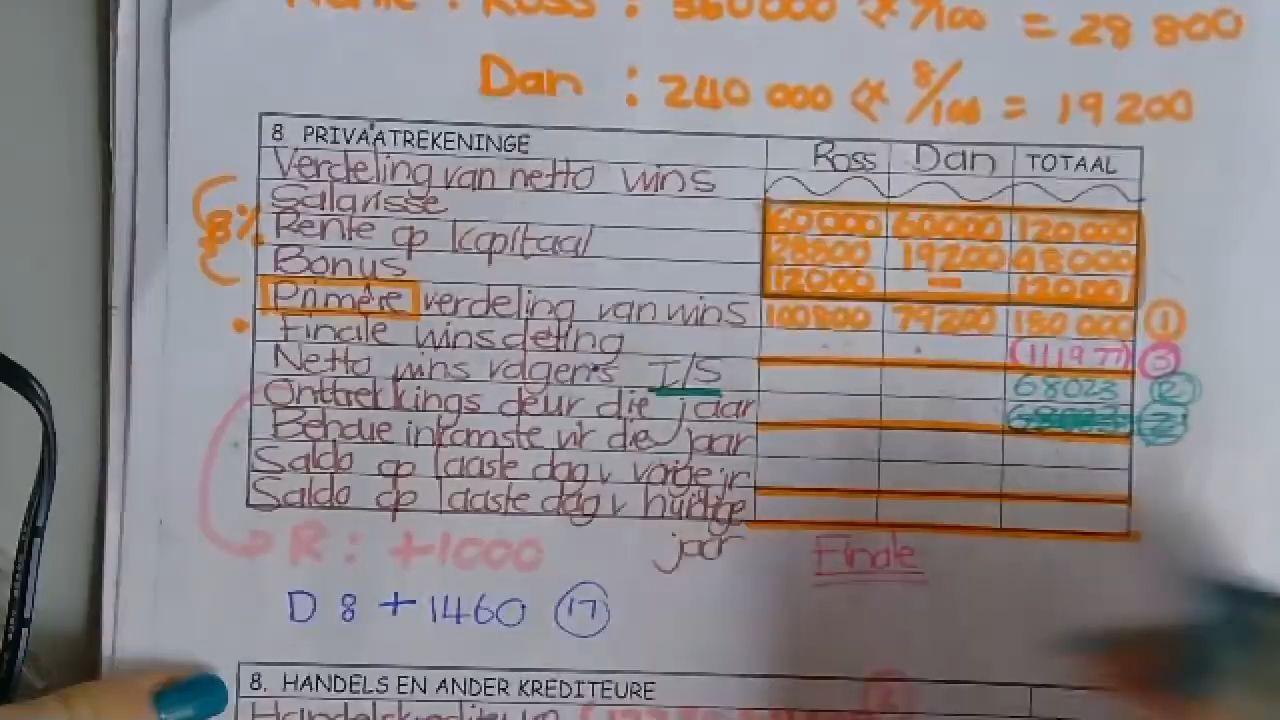 Ross : 360 000 × 8/100 = 28 800
Dan : 240 000 × 8/100 = 19 200
8 PRIVAATREKENINGE Ross Dan TOTAAL
Verdeling van netto wins
Salarisse 60000 60000 120000
8% Rente op kapitaal 28800 19200 48000
Bonus 12000 – 12000
Primêre verdeling van wins 100800 79200 180 000 ①
Finale winsdeling (111977) ③
Netto wins volgens I/S 68023 ②
Onttrekkings deur die jaar
Behoue inkomste vir die jaar
Saldo op laaste dag v vorige jr
Saldo op laaste dag v huidige
jaar
R : +1000
Finale
D 8 + 1460 ⑰
8. HANDELS EN ANDER KREDITEURE